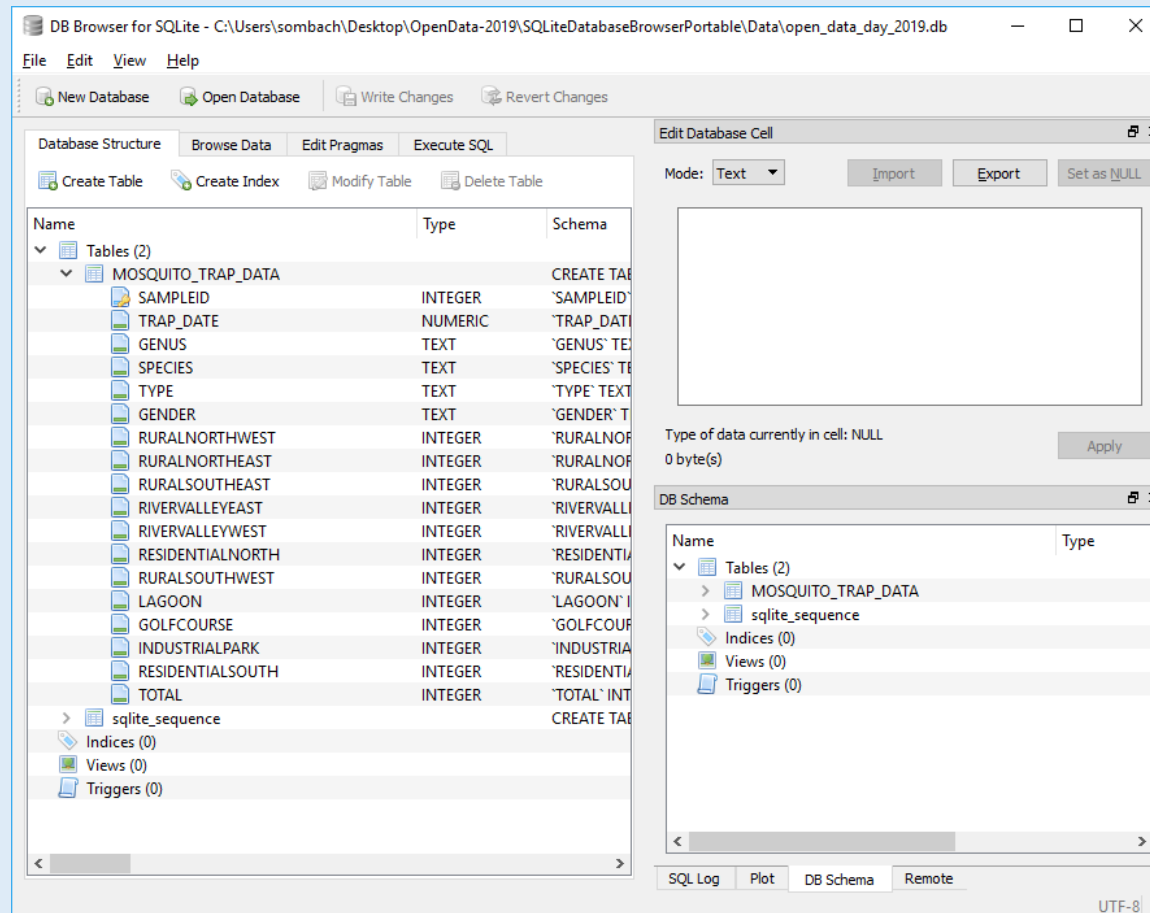 DB Browser for SQLite - C:\Users\sombach\Desktop\OpenData-2019\SQLiteDatabaseBrowserPortable\Data\open_data_day_2019.db
File Edit View Help
New Database Open Database Write Changes Revert Changes
Database Structure Browse Data Edit Pragmas Execute SQL
Create Table Create Index Modify Table Delete Table
Name Type Schema
Tables (2)
MOSQUITO_TRAP_DATA CREATE TAB
SAMPLEID INTEGER `SAMPLEID`
TRAP_DATE NUMERIC `TRAP_DATE
GENUS TEXT `GENUS` TEX
SPECIES TEXT `SPECIES` TE
TYPE TEXT `TYPE` TEXT
GENDER TEXT `GENDER` T
RURALNORTHWEST INTEGER `RURALNOR
RURALNORTHEAST INTEGER `RURALNOR
RURALSOUTHEAST INTEGER `RURALSOU
RIVERVALLEYEAST INTEGER `RIVERVALLE
RIVERVALLEYWEST INTEGER `RIVERVALLE
RESIDENTIALNORTH INTEGER `RESIDENTIA
RURALSOUTHWEST INTEGER `RURALSOU
LAGOON INTEGER `LAGOON` I
GOLFCOURSE INTEGER `GOLFCOUR
INDUSTRIALPARK INTEGER `INDUSTRIA
RESIDENTIALSOUTH INTEGER `RESIDENTIA
TOTAL INTEGER `TOTAL` INT
sqlite_sequence CREATE TAB
Indices (0)
Views (0)
Triggers (0)
Edit Database Cell
Mode: Text Import Export Set as NULL
Type of data currently in cell: NULL
0 byte(s)
Apply
DB Schema
Name Type
Tables (2)
MOSQUITO_TRAP_DATA
sqlite_sequence
Indices (0)
Views (0)
Triggers (0)
SQL Log Plot DB Schema Remote
UTF-8